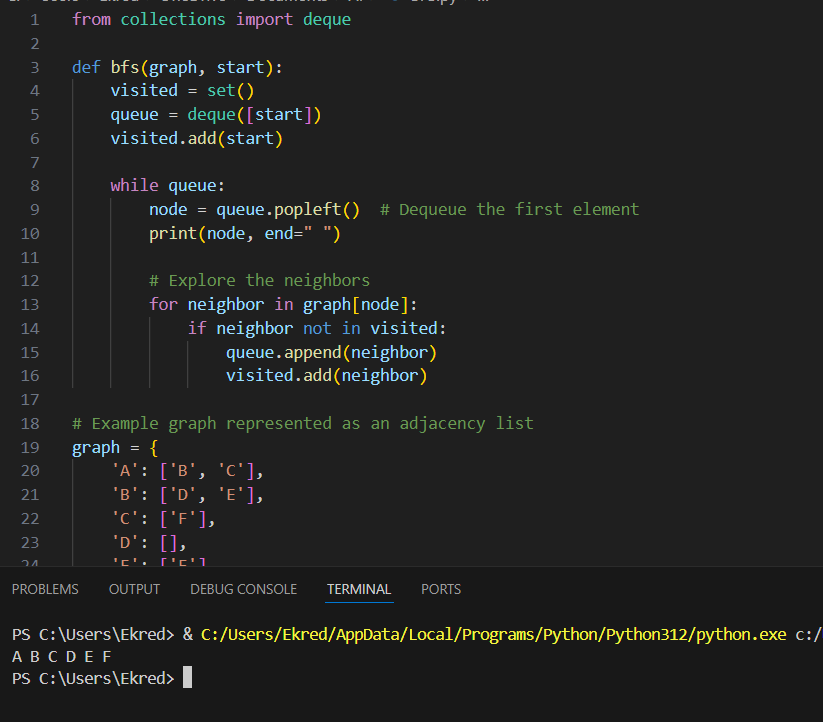 1 from collections import deque
2
3 def bfs(graph, start):
4     visited = set()
5     queue = deque([start])
6     visited.add(start)
7
8     while queue:
9         node = queue.popleft()  # Dequeue the first element
10         print(node, end=" ")
11
12         # Explore the neighbors
13         for neighbor in graph[node]:
14             if neighbor not in visited:
15                 queue.append(neighbor)
16                 visited.add(neighbor)
17
18 # Example graph represented as an adjacency list
19 graph = {
20     'A': ['B', 'C'],
21     'B': ['D', 'E'],
22     'C': ['F'],
23     'D': [],
24
PROBLEMS OUTPUT DEBUG CONSOLE TERMINAL PORTS
PS C:\Users\Ekred> & C:/Users/Ekred/AppData/Local/Programs/Python/Python312/python.exe c:/
A B C D E F
PS C:\Users\Ekred>